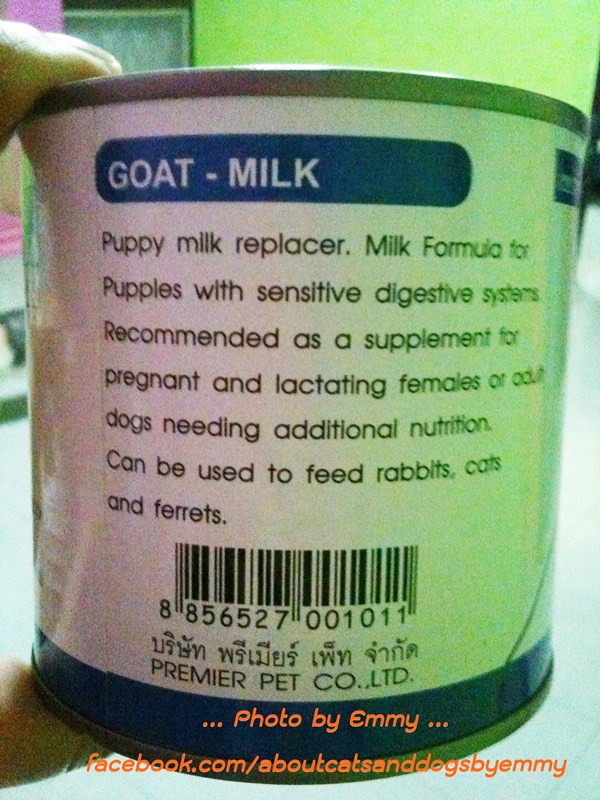 GOAT - MILK
Puppy milk replacer. Milk Formula for
Puppies with sensitive digestive systems.
Recommended as a supplement for
pregnant and lactating females or adult
dogs needing additional nutrition.
Can be used to feed rabbits, cats
and ferrets.
8 856527 001011
บริษัท พรีเมียร์ เพ็ท จำกัด
PREMIER PET CO.,LTD.
... Photo by Emmy ...
facebook.com/aboutcatsanddogsbyemmy